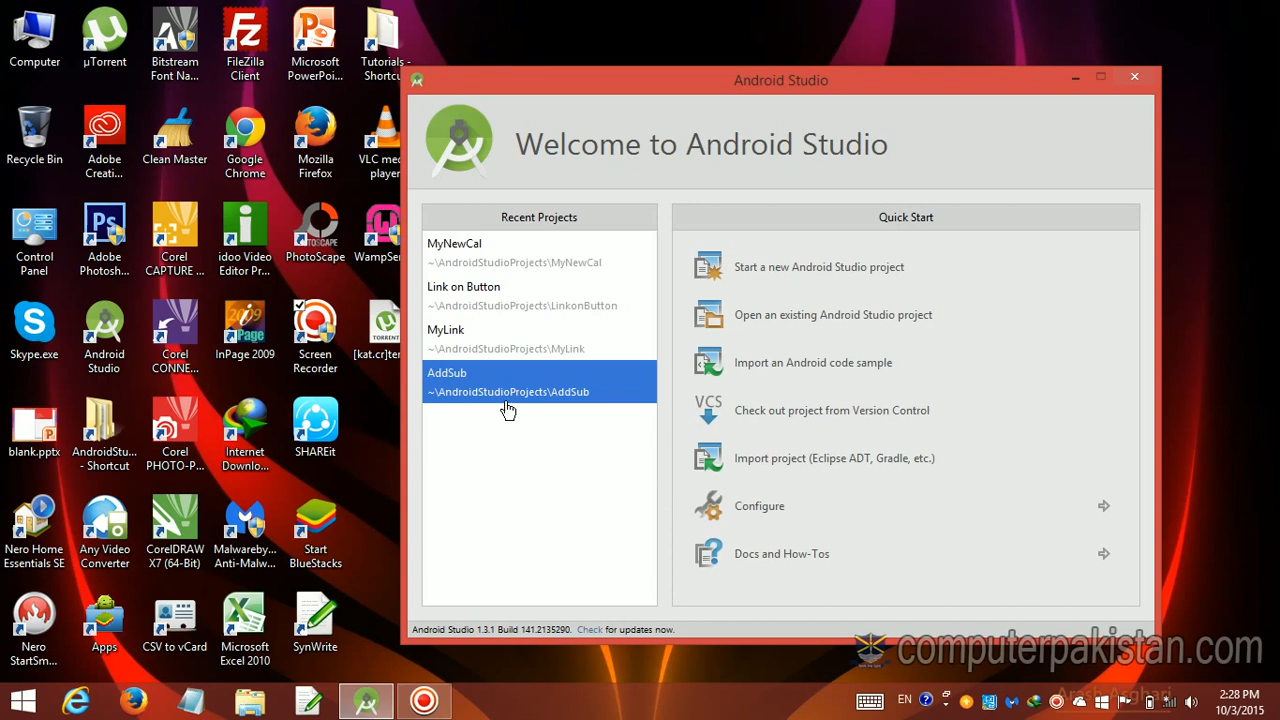 Computer
µTorrent
Bitstream
Font Na...
FileZilla
Client
Microsoft
PowerPoi...
Tutorials -
Shortcu
Recycle Bin
Adobe
Creati...
Clean Master
Google
Chrome
Mozilla
Firefox
VLC me
player
Control
Panel
Adobe
Photosh...
Corel
CAPTURE ...
idoo Video
Editor Pr...
PhotoScape
WampSer
Skype.exe
Android
Studio
Corel
CONNE...
2009
InPage
InPage 2009
Screen
Recorder
TORRENT
[kat.cr]ter
blank.pptx
AndroidStu...
- Shortcut
Corel
PHOTO-P...
Internet
Downlo...
SHAREit
Nero Home
Essentials SE
Any Video
Converter
CorelDRAW
X7 (64-Bit)
Malwareby...
Anti-Malw...
Start
BlueStacks
Nero
StartSm...
Apps
CSV to vCard
Microsoft
Excel 2010
SynWrite
Android Studio
Welcome to Android Studio
Recent Projects
MyNewCal
~\AndroidStudioProjects\MyNewCal
Link on Button
~\AndroidStudioProjects\LinkonButton
MyLink
~\AndroidStudioProjects\MyLink
AddSub
~\AndroidStudioProjects\AddSub
Quick Start
Start a new Android Studio project
Open an existing Android Studio project
Import an Android code sample
VCS
Check out project from Version Control
Import project (Eclipse ADT, Gradle, etc.)
Configure
Docs and How-Tos
Android Studio 1.3.1 Build 141.2135290. Check for updates now.
computerpakistan.com
Arish Asghari
EN
2:28 PM
10/3/2015